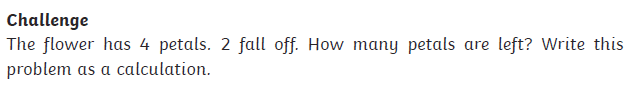 Challenge
The flower has 4 petals. 2 fall off. How many petals are left? Write this
problem as a calculation.